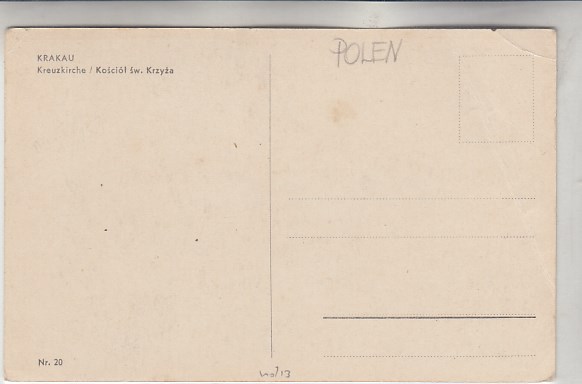 KRAKAU
Kreuzkirche / Kościół św. Krzyża
POLEN
Nr. 20